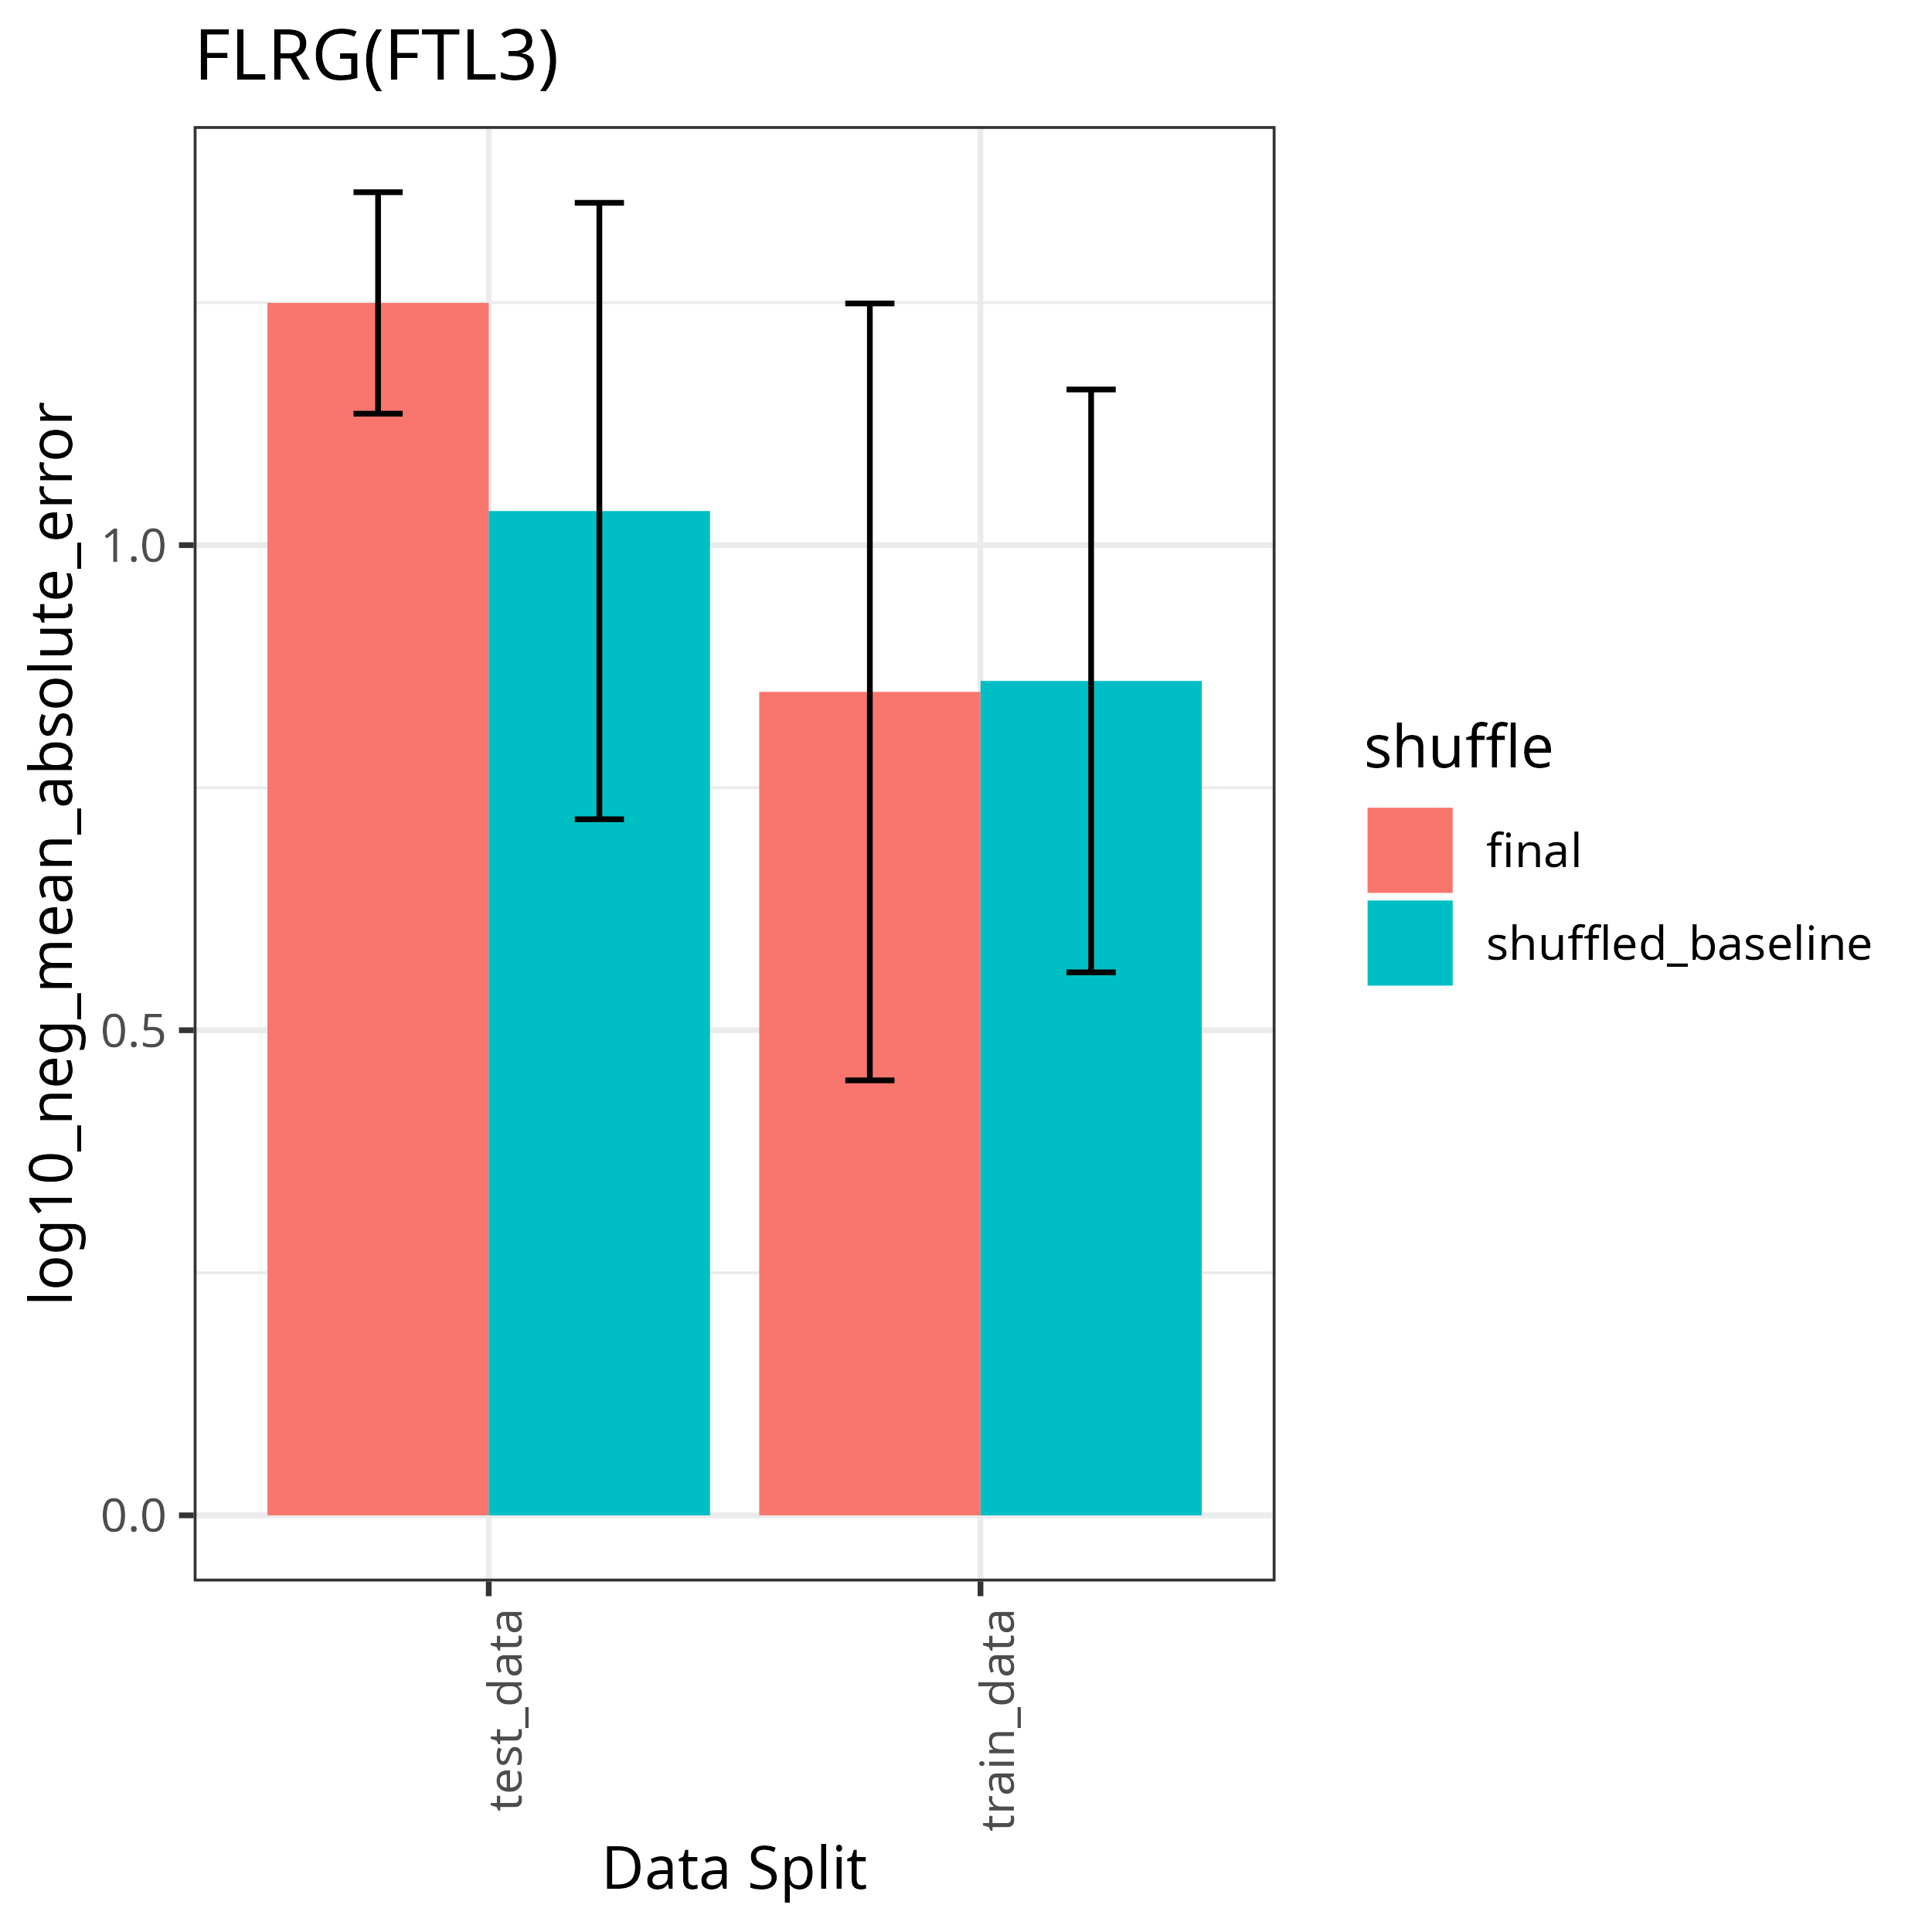 FLRG(FTL3)
log10_neg_mean_absolute_error
1.0
0.5
0.0
test_data
train_data
Data Split
shuffle
final
shuffled_baseline